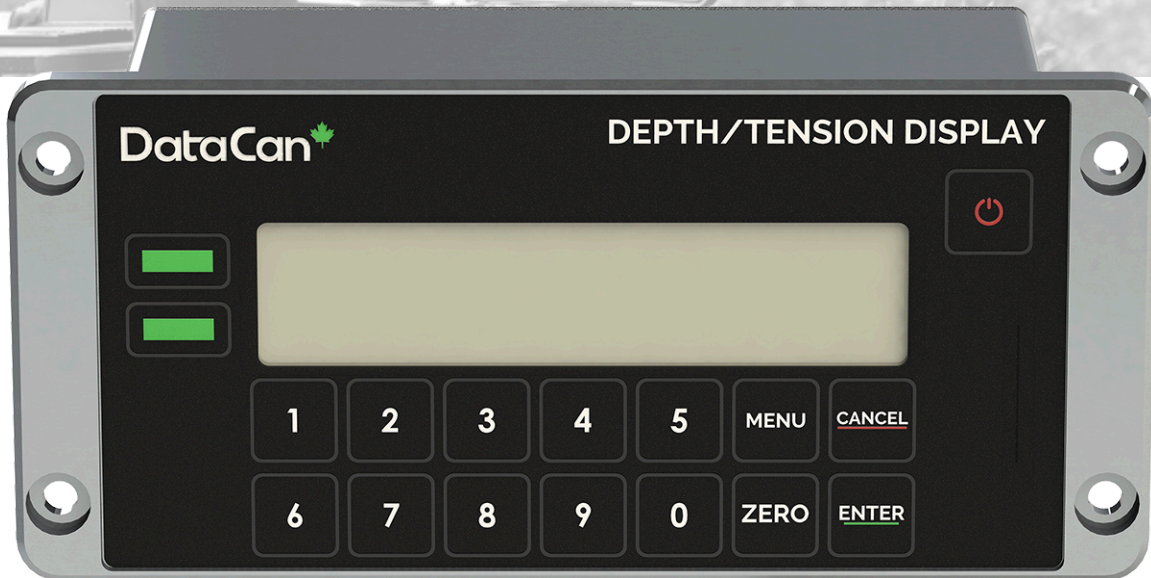 DataCan
DEPTH/TENSION DISPLAY
1 2 3 4 5 MENU CANCEL
6 7 8 9 0 ZERO ENTER